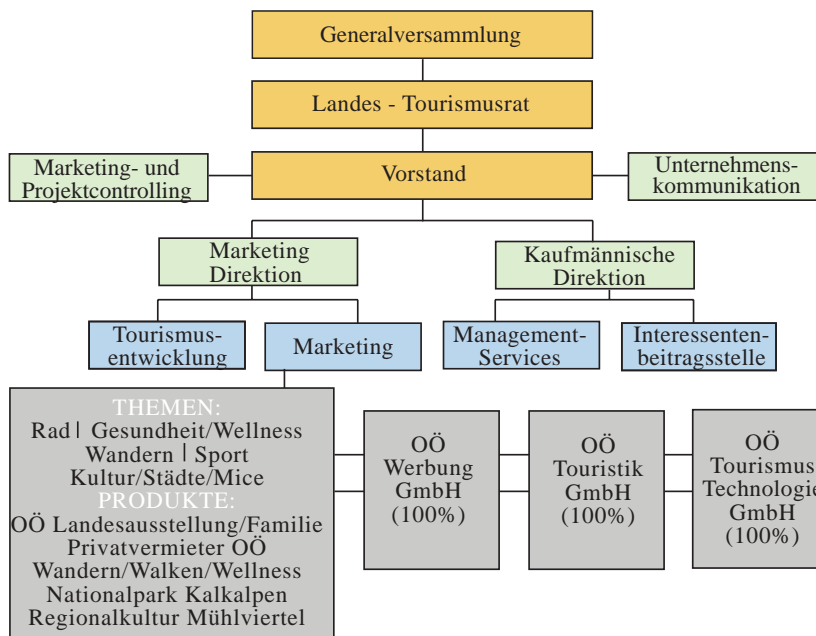 Generalversammlung
Landes - Tourismusrat
Marketing- und
Projektcontrolling
Vorstand
Unternehmens-
kommunikation
Marketing
Direktion
Kaufmännische
Direktion
Tourismus-
entwicklung
Marketing
Management-
Services
Interessenten-
beitragsstelle
THEMEN:
Rad | Gesundheit/Wellness
Wandern | Sport
Kultur/Städte/Mice
PRODUKTE:
OÖ Landesausstellung/Familie
Privatvermieter OÖ
Wandern/Walken/Wellness
Nationalpark Kalkalpen
Regionalkultur Mühlviertel
OÖ
Werbung
GmbH
(100%)
OÖ
Touristik
GmbH
(100%)
OÖ
Tourismus
Technologie
GmbH
(100%)